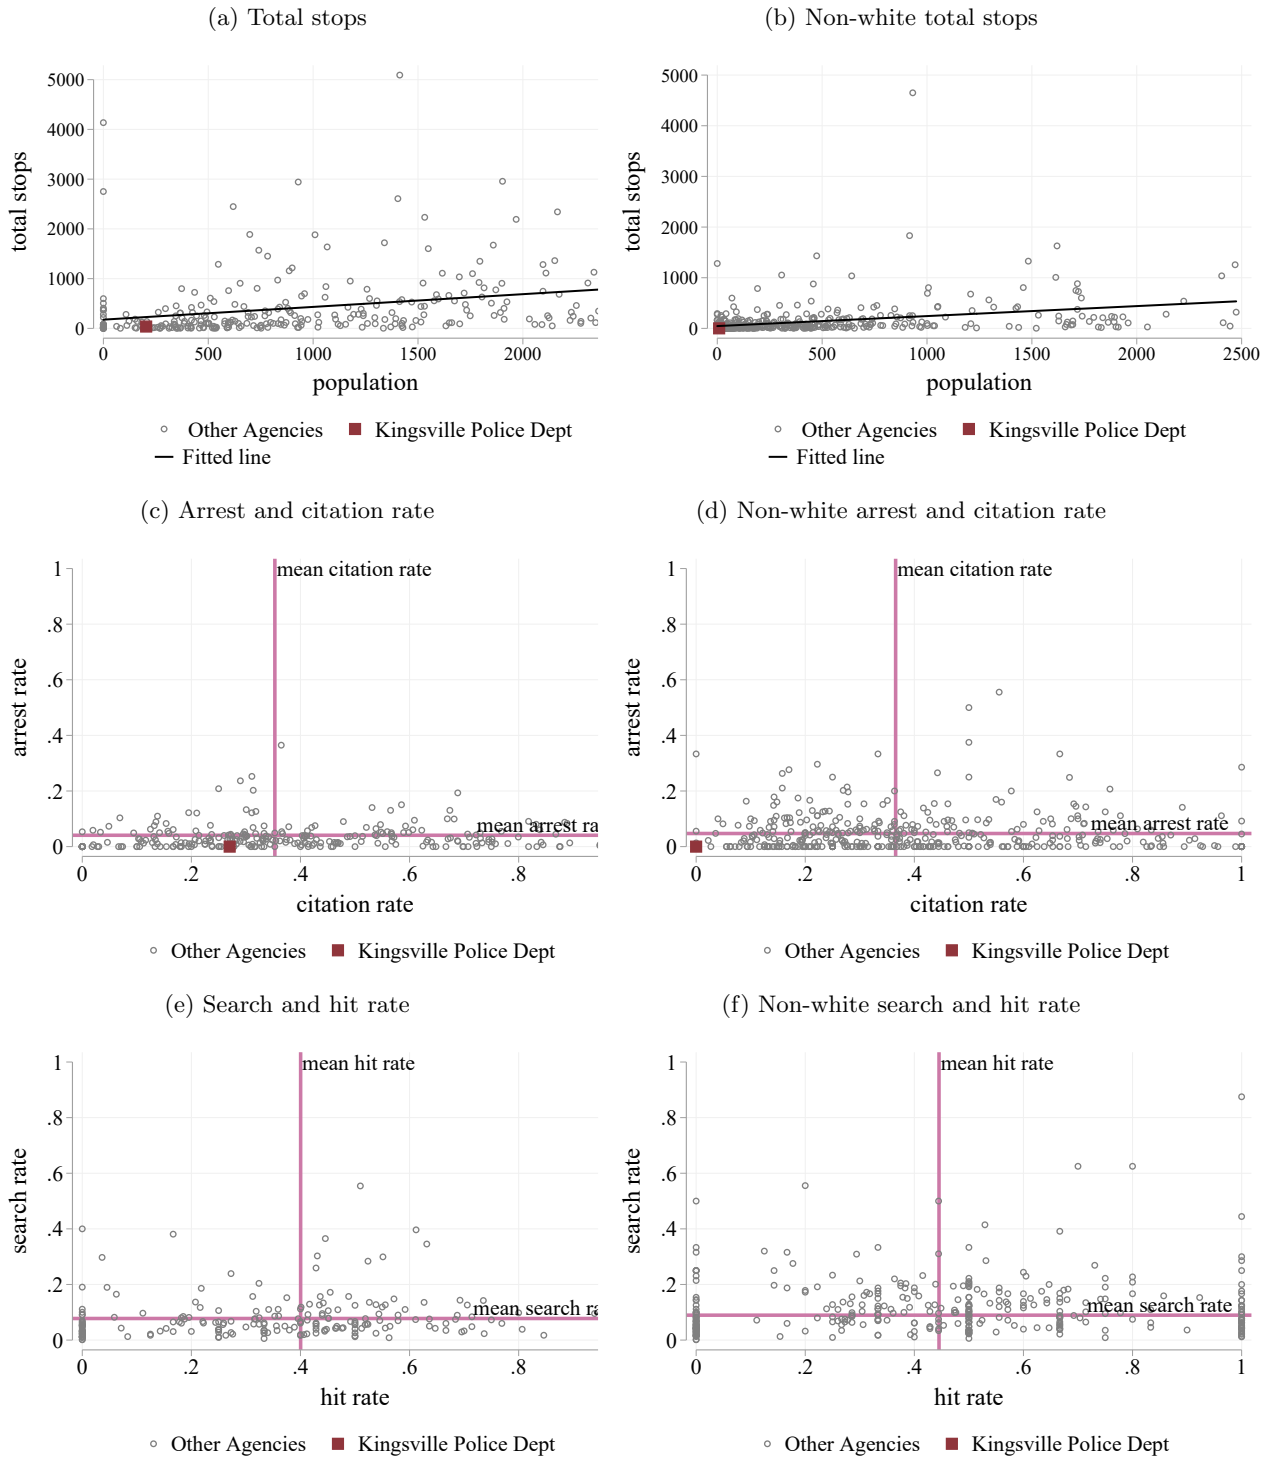 (a) Total stops
(b) Non-white total stops
total stops
5000
4000
3000
2000
1000
0
0 500 1000 1500 2000
population
Other Agencies Kingsville Police Dept
Fitted line
total stops
5000
4000
3000
2000
1000
0
0 500 1000 1500 2000 2500
population
Other Agencies Kingsville Police Dept
Fitted line
(c) Arrest and citation rate
(d) Non-white arrest and citation rate
arrest rate
1
.8
.6
.4
.2
0
mean citation rate
mean arrest ra
0 .2 .4 .6 .8
citation rate
Other Agencies Kingsville Police Dept
arrest rate
1
.8
.6
.4
.2
0
mean citation rate
mean arrest rate
0 .2 .4 .6 .8 1
citation rate
Other Agencies Kingsville Police Dept
(e) Search and hit rate
(f) Non-white search and hit rate
search rate
1
.8
.6
.4
.2
0
mean hit rate
mean search ra
0 .2 .4 .6 .8
hit rate
Other Agencies Kingsville Police Dept
search rate
1
.8
.6
.4
.2
0
mean hit rate
mean search rate
0 .2 .4 .6 .8 1
hit rate
Other Agencies Kingsville Police Dept